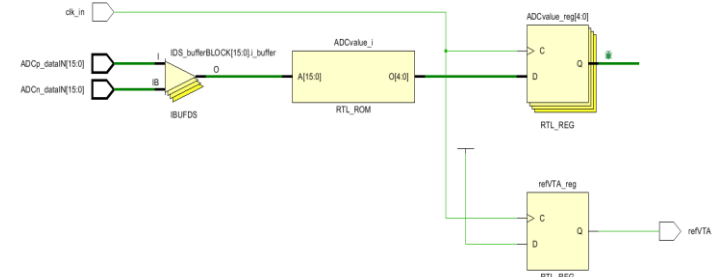 clk_in
ADCp_dataIN[15:0]
ADCn_dataIN[15:0]
IDS_bufferBLOCK[15:0].i_buffer
I
IB
O
IBUFDS
ADCvalue_i
A[15:0]
O[4:0]
RTL_ROM
ADCvalue_reg[4:0]
C
D
Q
RTL_REG
refVTA_reg
C
D
Q
RTL_REG
refVTA